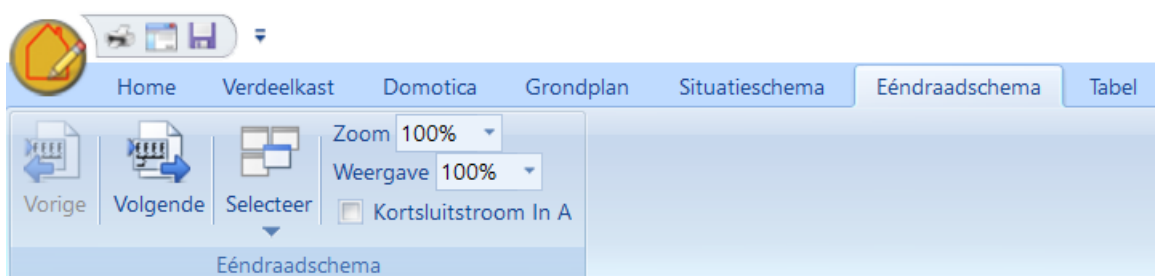 Home Verdeelkast Domotica Grondplan Situatieschema Eéndraadschema Tabel
Zoom 100%
Weergave 100%
Vorige Volgende Selecteer Kortsluitstroom In A
Eéndraadschema